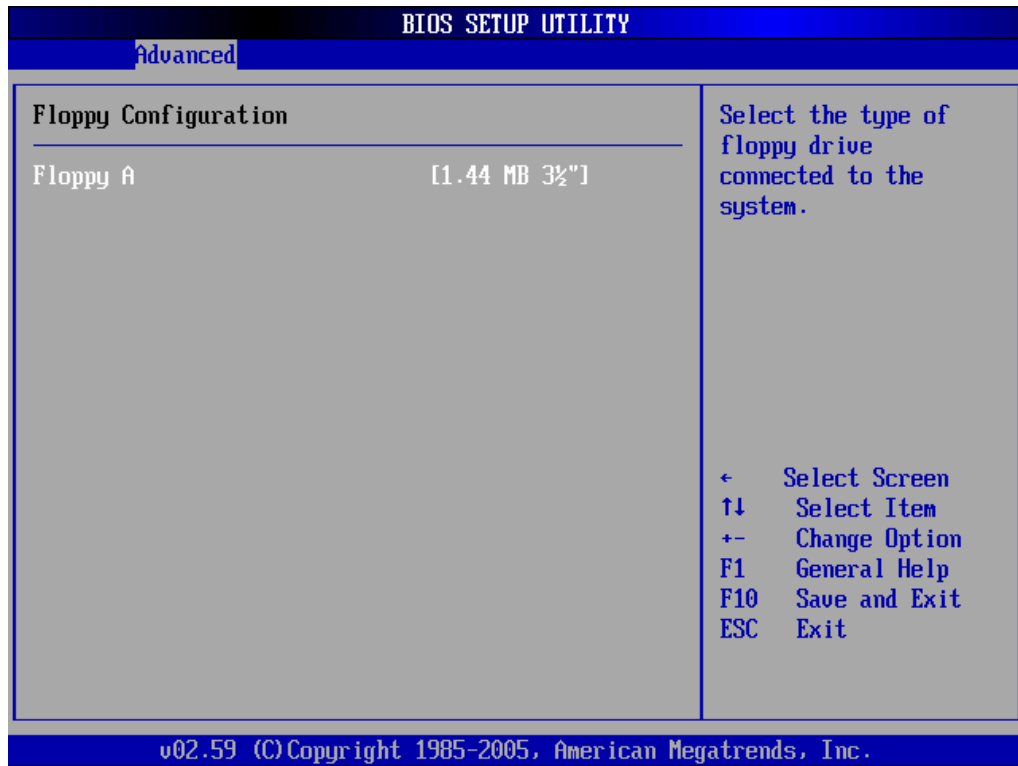 BIOS SETUP UTILITY
Advanced
Floppy Configuration
Floppy A [1.44 MB 3½"]
Select the type of
floppy drive
connected to the
system.
← Select Screen
↑↓ Select Item
+- Change Option
F1 General Help
F10 Save and Exit
ESC Exit
v02.59 (C)Copyright 1985-2005, American Megatrends, Inc.